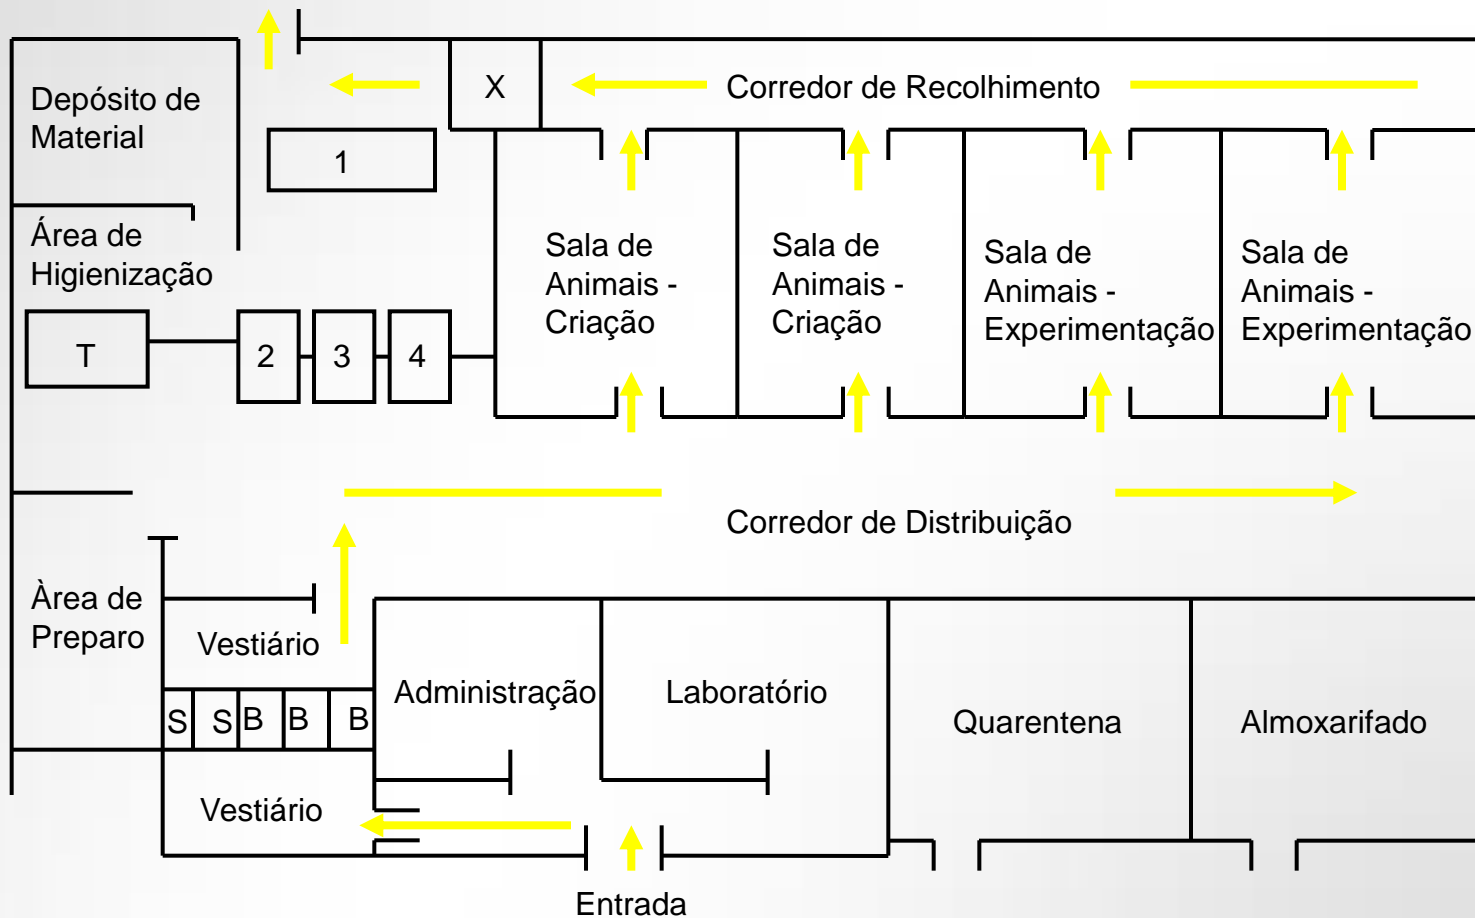 X
Corredor de Recolhimento
Depósito de
Material
1
Área de
Higienização
Sala de
Animais -
Criação
Sala de
Animais -
Criação
Sala de
Animais -
Experimentação
Sala de
Animais -
Experimentação
T
2
3
4
Corredor de Distribuição
Àrea de
Preparo
Vestiário
S
S
B
B
B
Administração
Laboratório
Quarentena
Almoxarifado
Vestiário
Entrada